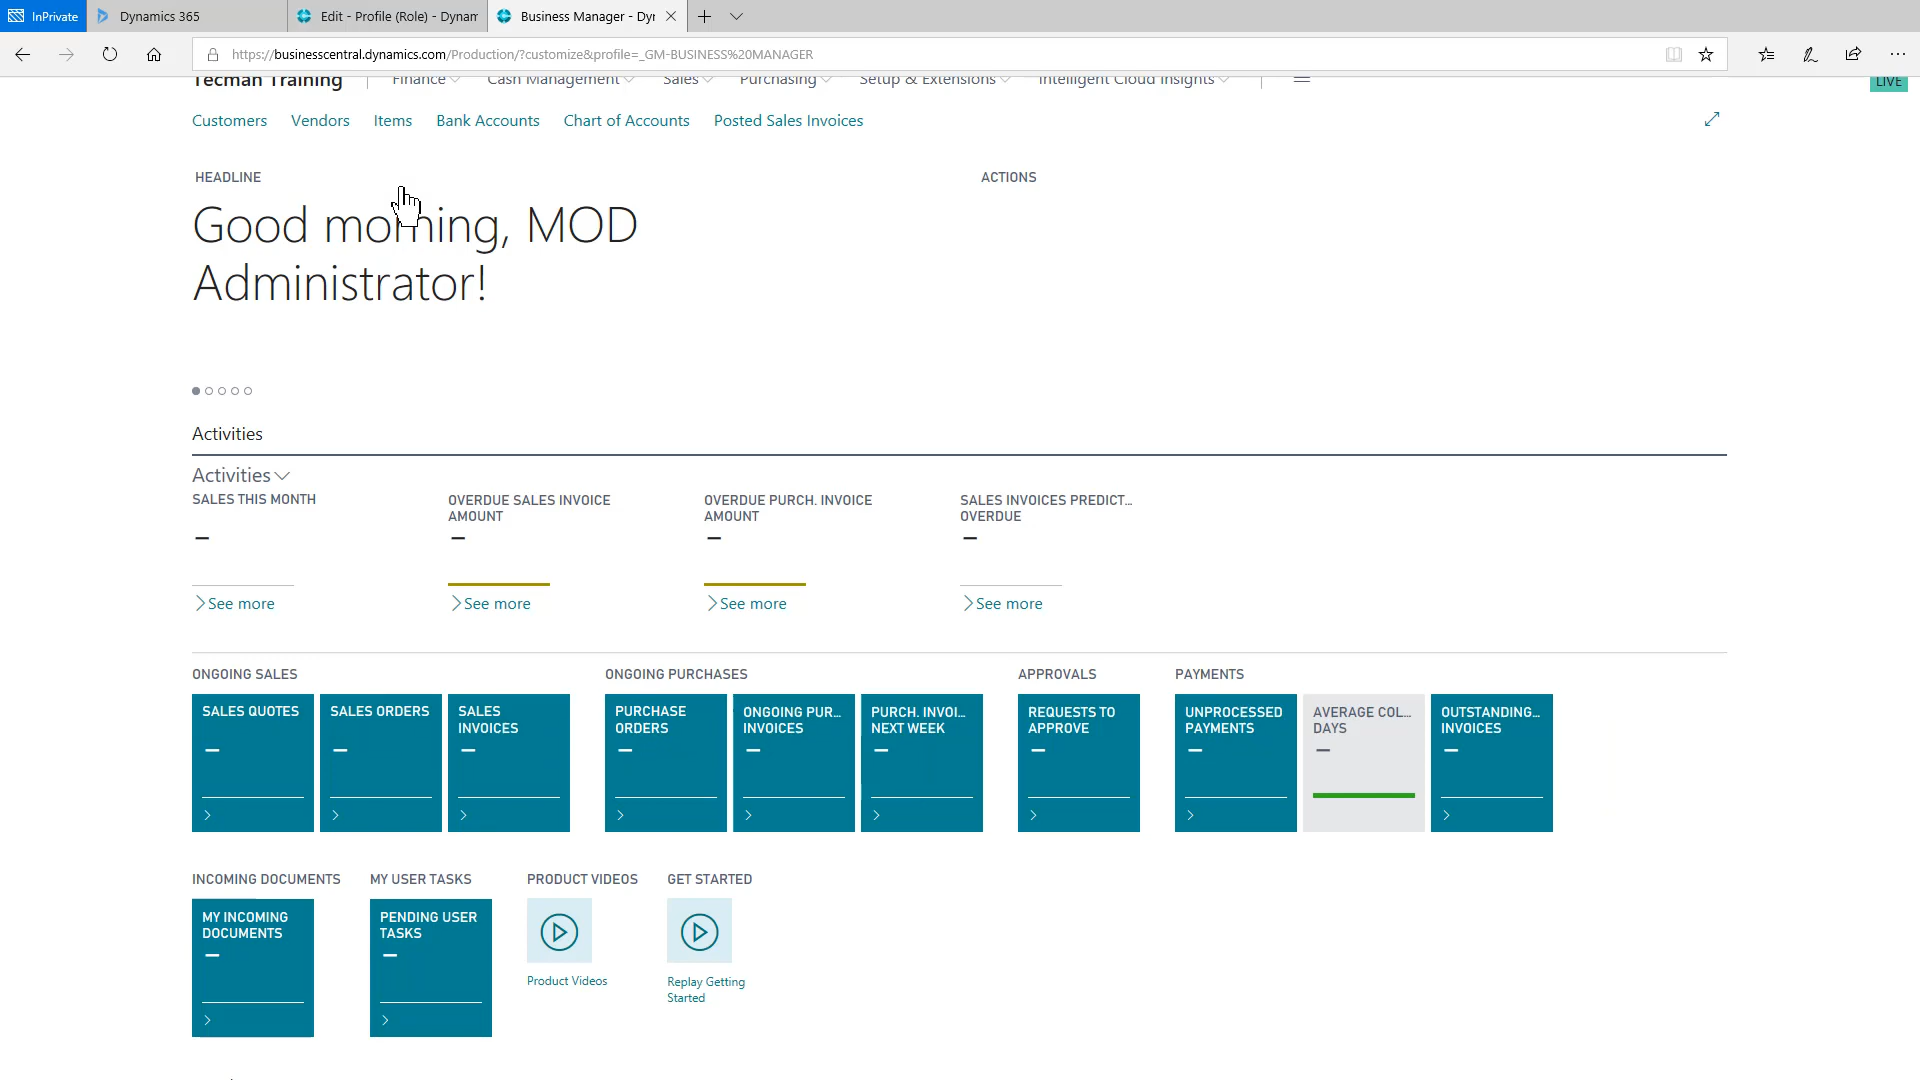 InPrivate
Dynamics 365
Edit - Profile (Role) - Dynam
Business Manager - Dyr
https://businesscentral.dynamics.com/Production/?customize&profile=_GM-BUSINESS%20MANAGER
Tecman Training
Finance
Cash Management
Sales
Purchasing
Setup & Extensions
Intelligent Cloud Insights
LIVE
Customers
Vendors
Items
Bank Accounts
Chart of Accounts
Posted Sales Invoices
HEADLINE
ACTIONS
Good morning, MOD
Administrator!
Activities
Activities
SALES THIS MONTH
OVERDUE SALES INVOICE
AMOUNT
OVERDUE PURCH. INVOICE
AMOUNT
SALES INVOICES PREDICT...
OVERDUE
See more
See more
See more
See more
ONGOING SALES
ONGOING PURCHASES
APPROVALS
PAYMENTS
SALES QUOTES
SALES ORDERS
SALES
INVOICES
PURCHASE
ORDERS
ONGOING PUR...
INVOICES
PURCH. INVOI...
NEXT WEEK
REQUESTS TO
APPROVE
UNPROCESSED
PAYMENTS
AVERAGE COL...
DAYS
OUTSTANDING...
INVOICES
INCOMING DOCUMENTS
MY USER TASKS
PRODUCT VIDEOS
GET STARTED
MY INCOMING
DOCUMENTS
PENDING USER
TASKS
Product Videos
Replay Getting
Started